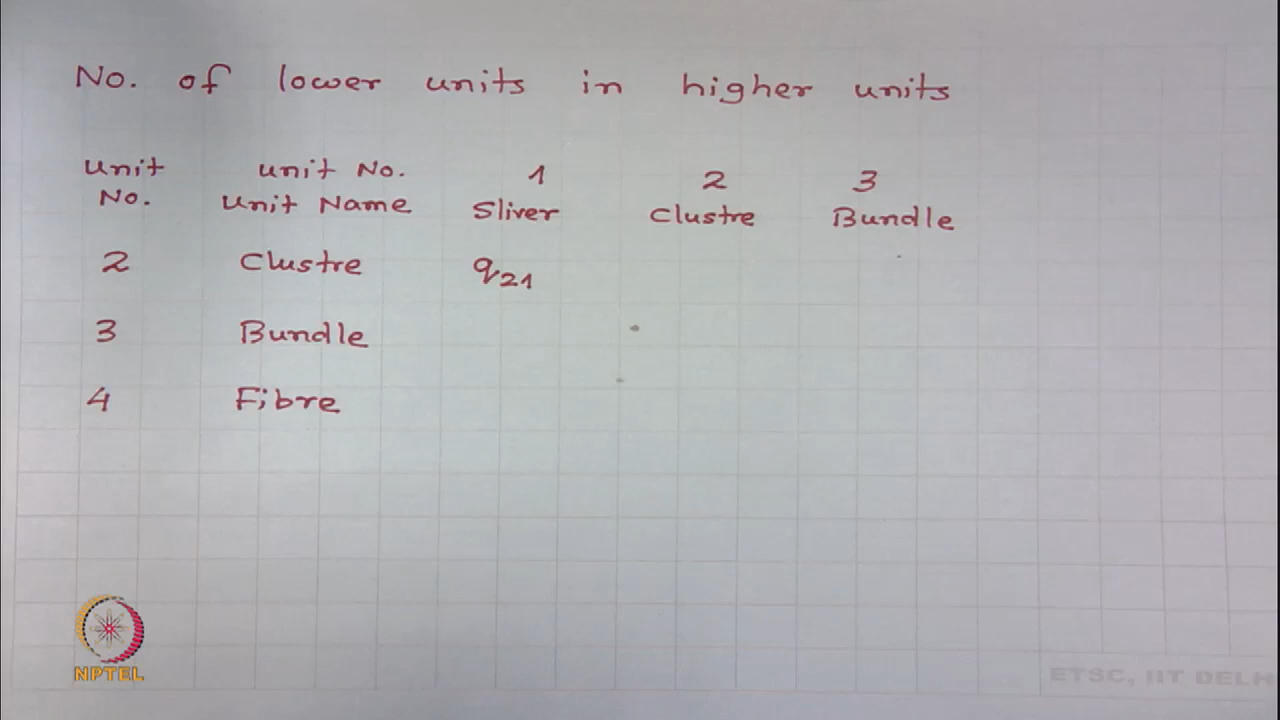 No. of lower units in higher units
Unit unit No. 1 2 3
No. Unit Name Sliver Clustre Bundle
2 Clustre q21
3 Bundle
4 Fibre
NPTEL
ETSC, IIT DELH